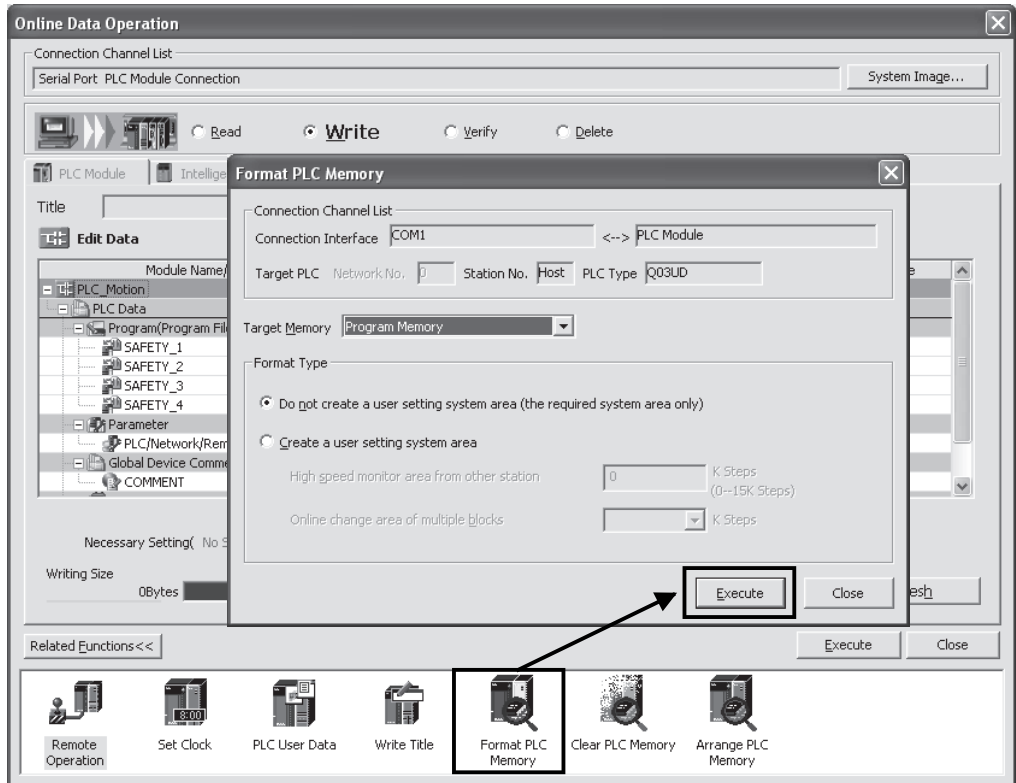 Online Data Operation
Connection Channel List
Serial Port PLC Module Connection
System Image...
Read
Write
Verify
Delete
PLC Module
Intellige
Title
Edit Data
Module Name/
e
PLC_Motion
PLC Data
Program(Program Fil
SAFETY_1
SAFETY_2
SAFETY_3
SAFETY_4
Parameter
PLC/Network/Rem
Global Device Comme
COMMENT
Necessary Setting( No S
Writing Size
0Bytes
esh
Format PLC Memory
Connection Channel List
Connection Interface COM1 <--> PLC Module
Target PLC Network No. 0 Station No. Host PLC Type Q03UD
Target Memory Program Memory
Format Type
Do not create a user setting system area (the required system area only)
Create a user setting system area
High speed monitor area from other station 0 K Steps
(0--15K Steps)
Online change area of multiple blocks K Steps
Execute Close
Related Functions<<
Execute Close
8:00
Remote
Operation
Set Clock
PLC User Data
Write Title
Format PLC
Memory
Clear PLC Memory
Arrange PLC
Memory